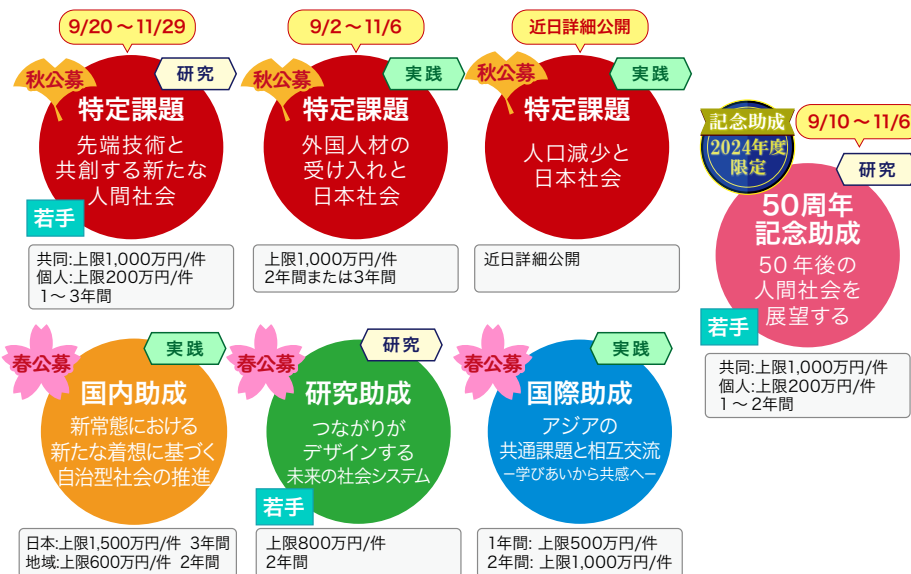 9/20～11/29
秋公募
研究
特定課題
先端技術と
共創する新たな
人間社会
若手
共同:上限1,000万円/件
個人:上限200万円/件
1～3年間
9/2～11/6
秋公募
実践
特定課題
外国人材の
受け入れと
日本社会
上限1,000万円/件
2年間または3年間
近日詳細公開
秋公募
実践
特定課題
人口減少と
日本社会
近日詳細公開
記念助成
2024年度
限定
9/10～11/6
研究
50周年
記念助成
50年後の
人間社会を
展望する
若手
共同:上限1,000万円/件
個人:上限200万円/件
1～2年間
春公募
実践
国内助成
新常態における
新たな着想に基づく
自治型社会の推進
日本:上限1,500万円/件 3年間
地域:上限600万円/件 2年間
春公募
研究
研究助成
つながりが
デザインする
未来の社会システム
若手
上限800万円/件
2年間
春公募
実践
国際助成
アジアの
共通課題と相互交流
ー学びあいから共感へー
1年間: 上限500万円/件
2年間: 上限1,000万円/件